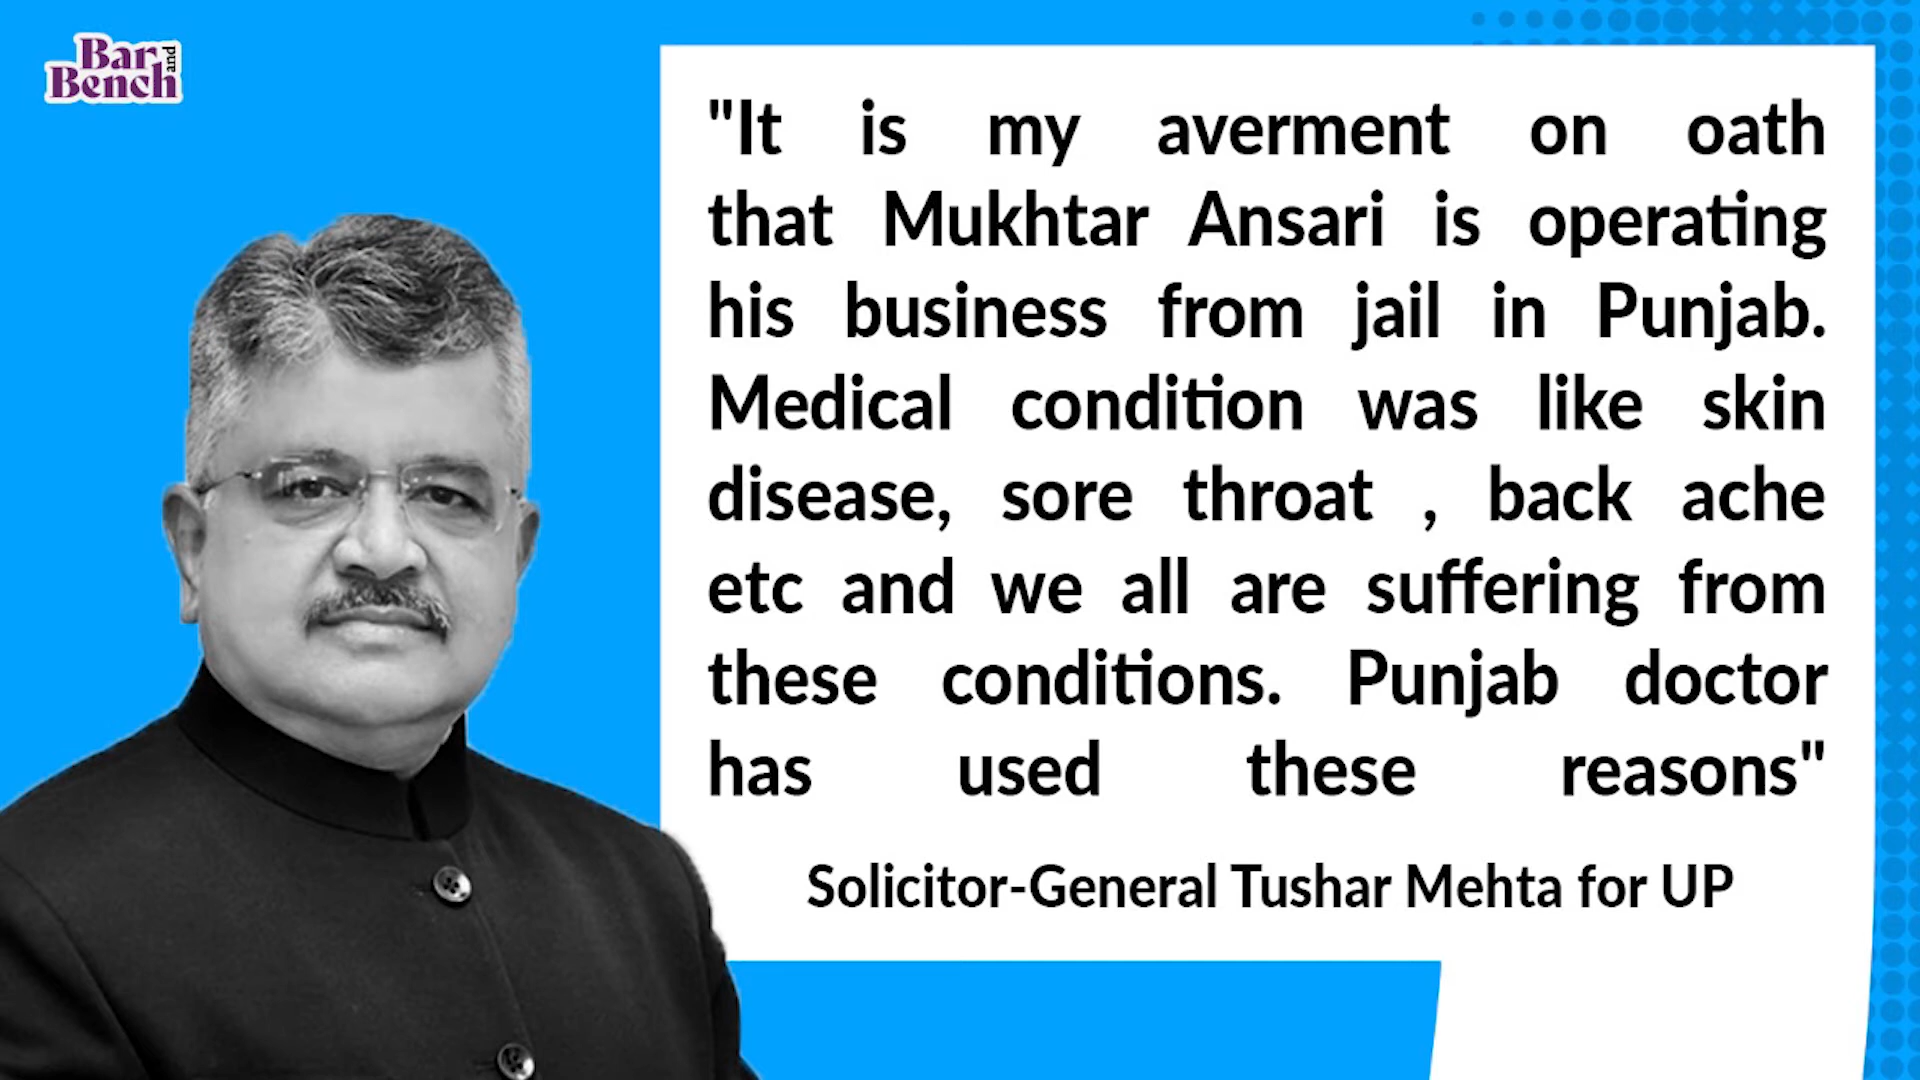 Bar and
Bench
"It is my averment on oath
that Mukhtar Ansari is operating
his business from jail in Punjab.
Medical condition was like skin
disease, sore throat , back ache
etc and we all are suffering from
these conditions. Punjab doctor
has used these reasons"
Solicitor-General Tushar Mehta for UP